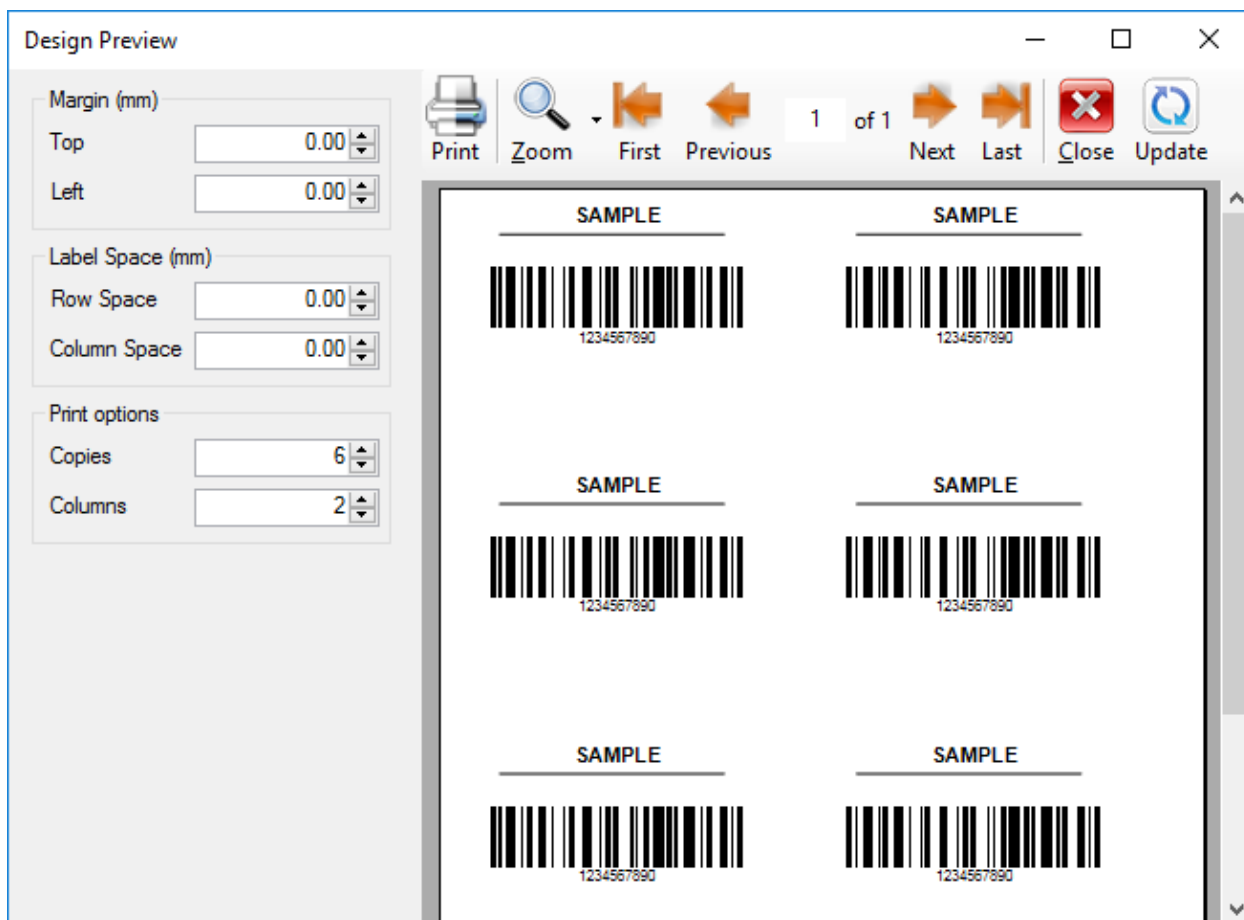 Design Preview
Margin (mm)
Top 0.00
Left 0.00
Label Space (mm)
Row Space 0.00
Column Space 0.00
Print options
Copies 6
Columns 2
Print Zoom First Previous 1 of 1 Next Last Close Update
SAMPLE SAMPLE
1234567890 1234567890
SAMPLE SAMPLE
1234567890 1234567890
SAMPLE SAMPLE
1234567890 1234567890